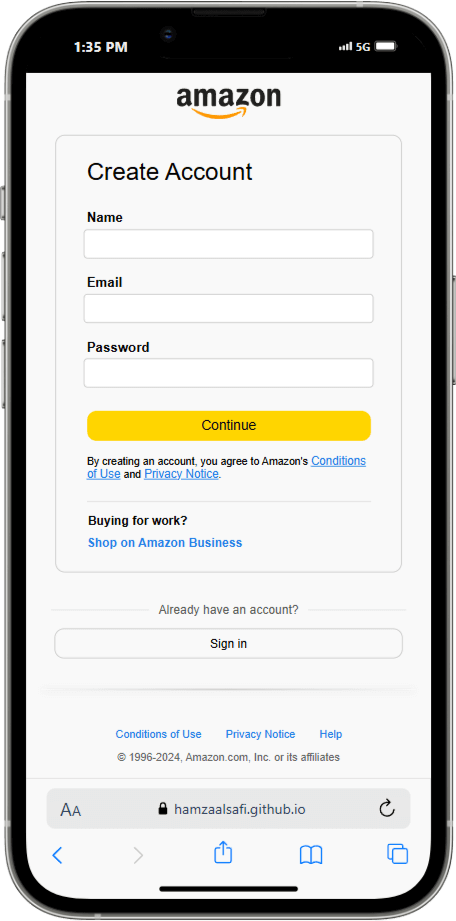 1:35 PM
5G
amazon
Create Account
Name
Email
Password
Continue
By creating an account, you agree to Amazon's Conditions
of Use and Privacy Notice.
Buying for work?
Shop on Amazon Business
Already have an account?
Sign in
Conditions of Use Privacy Notice Help
© 1996-2024, Amazon.com, Inc. or its affiliates
AA hamzaalsafi.github.io